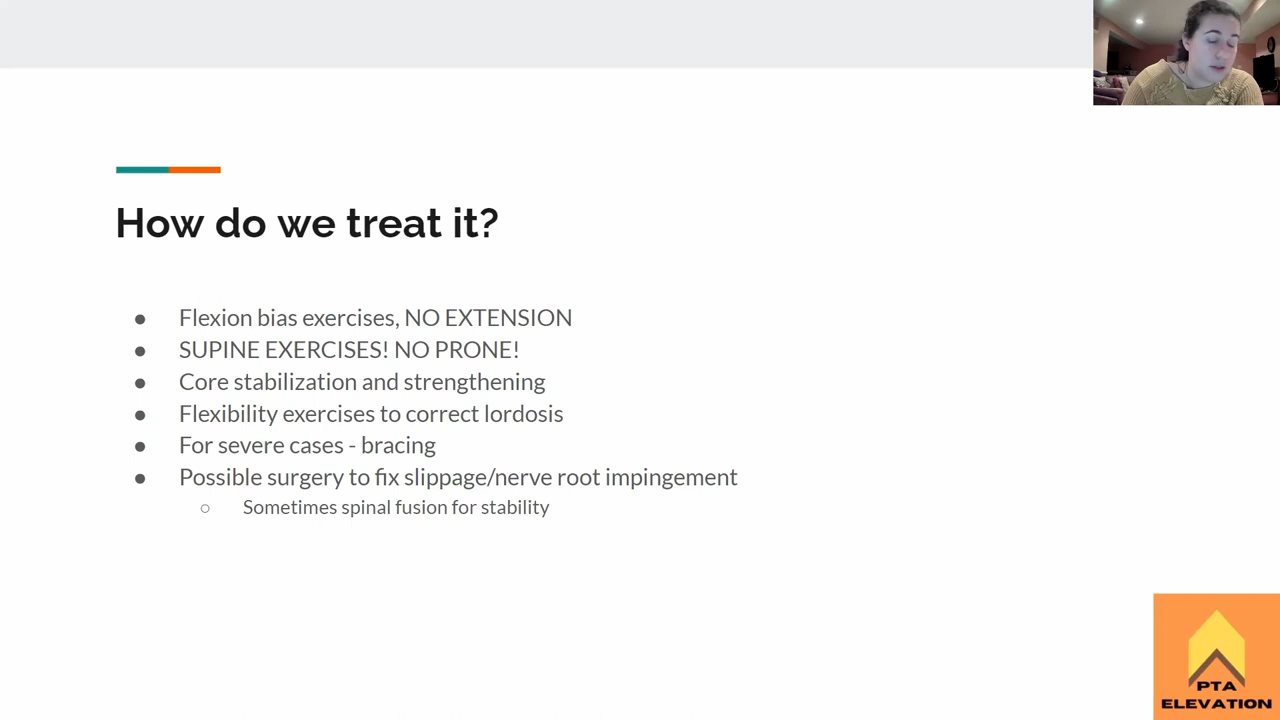 How do we treat it?
● Flexion bias exercises, NO EXTENSION
● SUPINE EXERCISES! NO PRONE!
● Core stabilization and strengthening
● Flexibility exercises to correct lordosis
● For severe cases - bracing
● Possible surgery to fix slippage/nerve root impingement
○ Sometimes spinal fusion for stability
PTA
ELEVATION